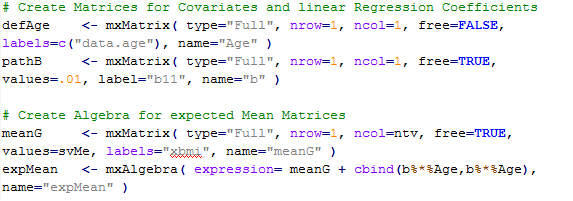 # Create Matrices for Covariates and linear Regression Coefficients
defAge <- mxMatrix( type="Full", nrow=1, ncol=1, free=FALSE,
labels=c("data.age"), name="Age" )
pathB <- mxMatrix( type="Full", nrow=1, ncol=1, free=TRUE,
values=.01, label="b11", name="b" )
# Create Algebra for expected Mean Matrices
meanG <- mxMatrix( type="Full", nrow=1, ncol=ntv, free=TRUE,
values=svMe, labels="xbmi", name="meanG" )
expMean <- mxAlgebra( expression= meanG + cbind(b%*%Age,b%*%Age),
name="expMean" )